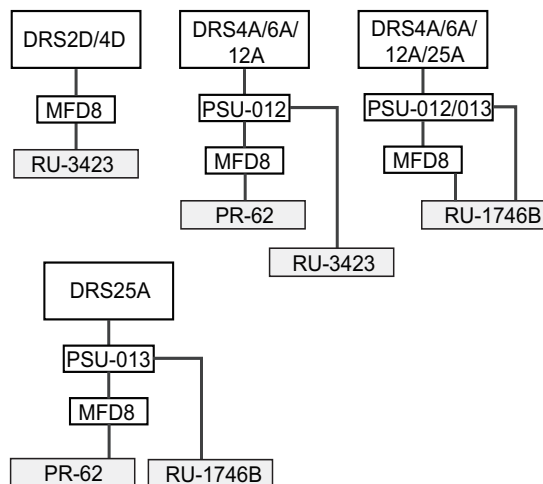 DRS2D/4D
MFD8
RU-3423
DRS4A/6A/
12A
PSU-012
MFD8
PR-62
RU-3423
DRS4A/6A/
12A/25A
PSU-012/013
MFD8
RU-1746B
DRS25A
PSU-013
MFD8
PR-62
RU-1746B